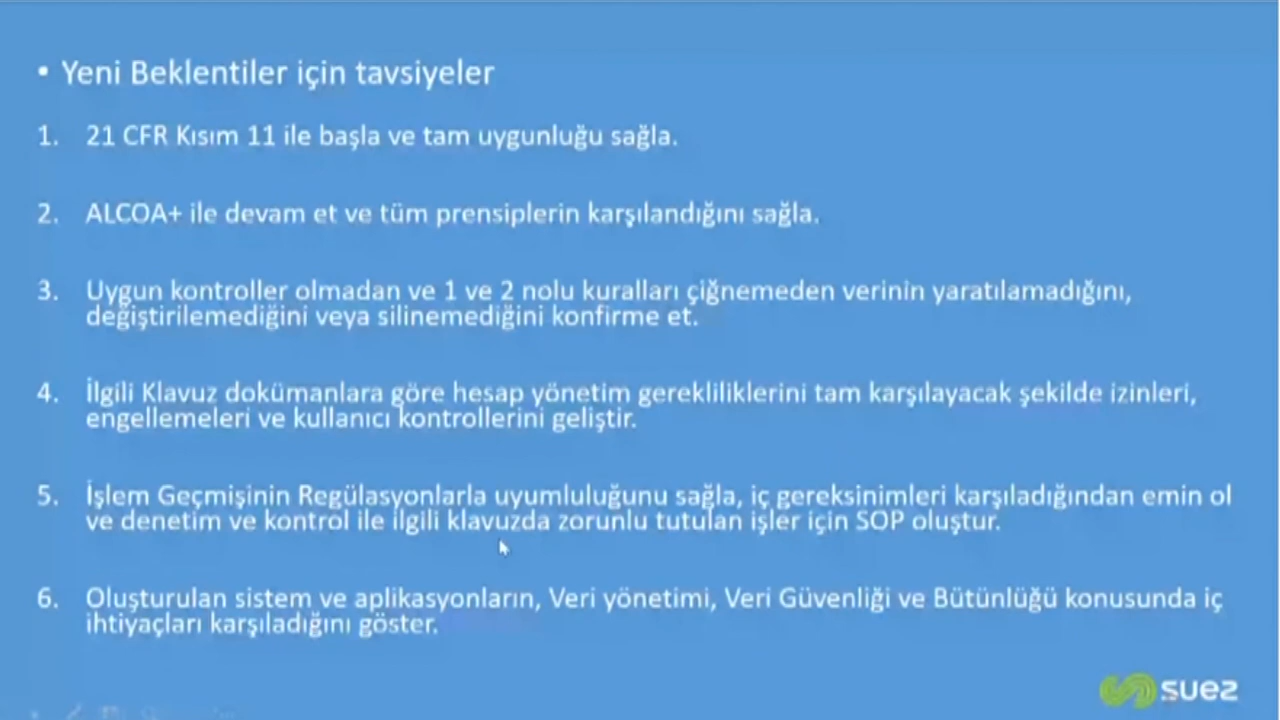 • Yeni Beklentiler için tavsiyeler
1. 21 CFR Kısım 11 ile başla ve tam uygunluğu sağla.
2. ALCOA+ ile devam et ve tüm prensiplerin karşılandığını sağla.
3. Uygun kontroller olmadan ve 1 ve 2 nolu kuralları çiğnemeden verinin yaratılamadığını,
değiştirilemediğini veya silinemediğini konfirme et.
4. İlgili Klavuz dokümanlara göre hesap yönetim gerekliliklerini tam karşılayacak şekilde izinleri,
engellemeleri ve kullanıcı kontrollerini geliştir.
5. İşlem Geçmişinin Regülasyonlarla uyumluluğunu sağla, iç gereksinimleri karşıladığından emin ol
ve denetim ve kontrol ile ilgili klavuzda zorunlu tutulan işler için SOP oluştur.
6. Oluşturulan sistem ve aplikasyonların, Veri yönetimi, Veri Güvenliği ve Bütünlüğü konusunda iç
ihtiyaçları karşıladığını göster.
suez